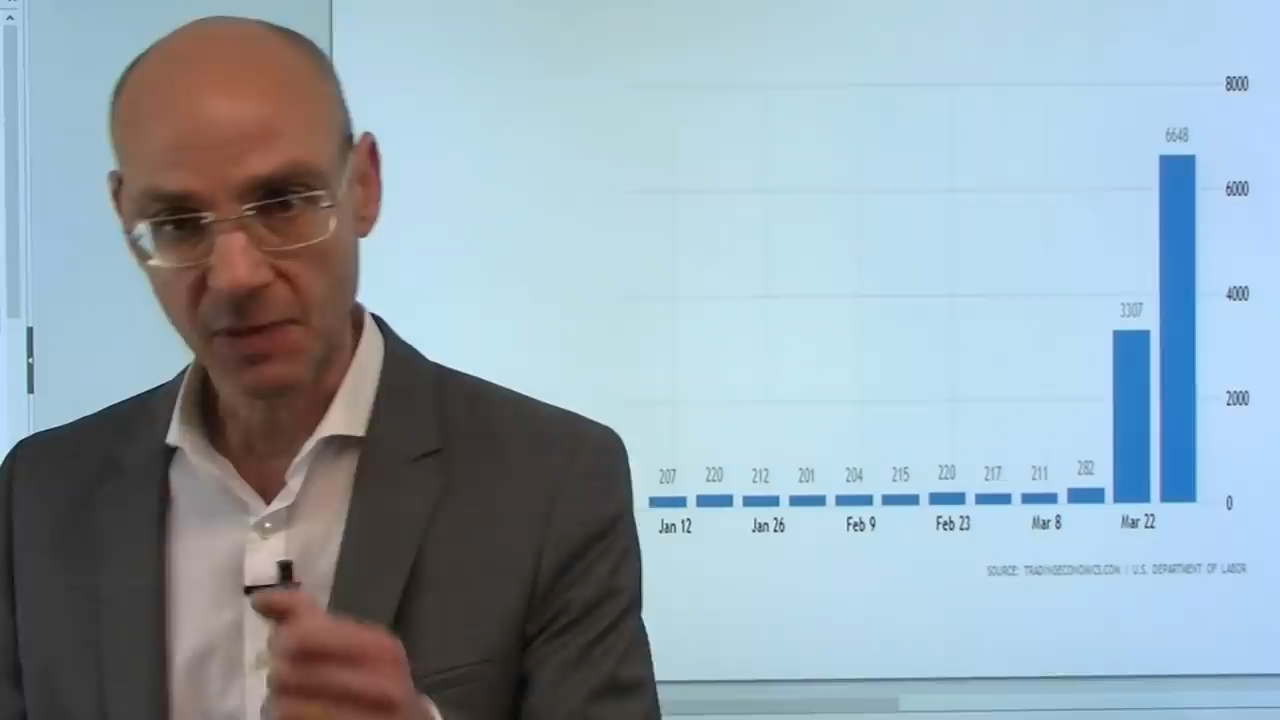 8000
6648
6000
4000
3307
2000
207 220 212 201 204 215 220 217 211 282
0
Jan 12 Jan 26 Feb 9 Feb 23 Mar 8 Mar 22
SOURCE: TRADINGECONOMICS.COM | U.S. DEPARTMENT OF LABOR